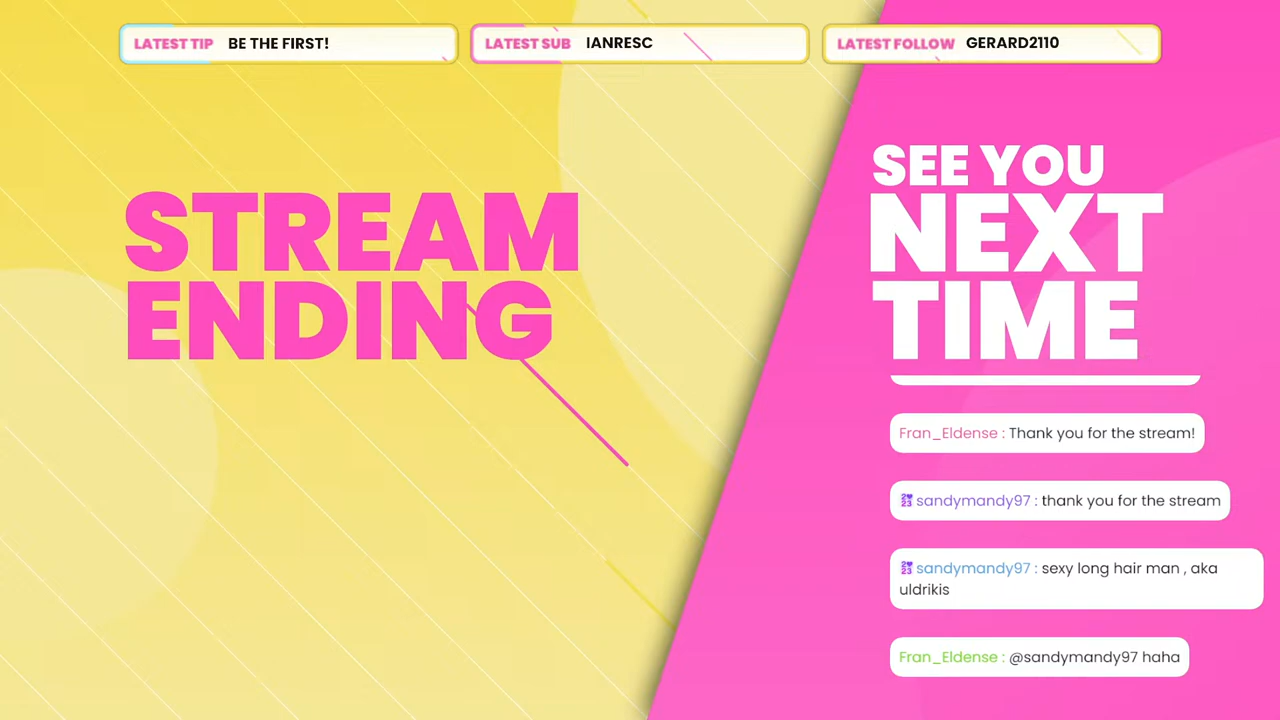 LATEST TIP BE THE FIRST!
LATEST SUB IANRESC
LATEST FOLLOW GERARD2110
STREAM
ENDING
SEE YOU
NEXT
TIME
Fran_Eldense : Thank you for the stream!
sandymandy97 : thank you for the stream
sandymandy97 : sexy long hair man , aka
uldrikis
Fran_Eldense : @sandymandy97 haha